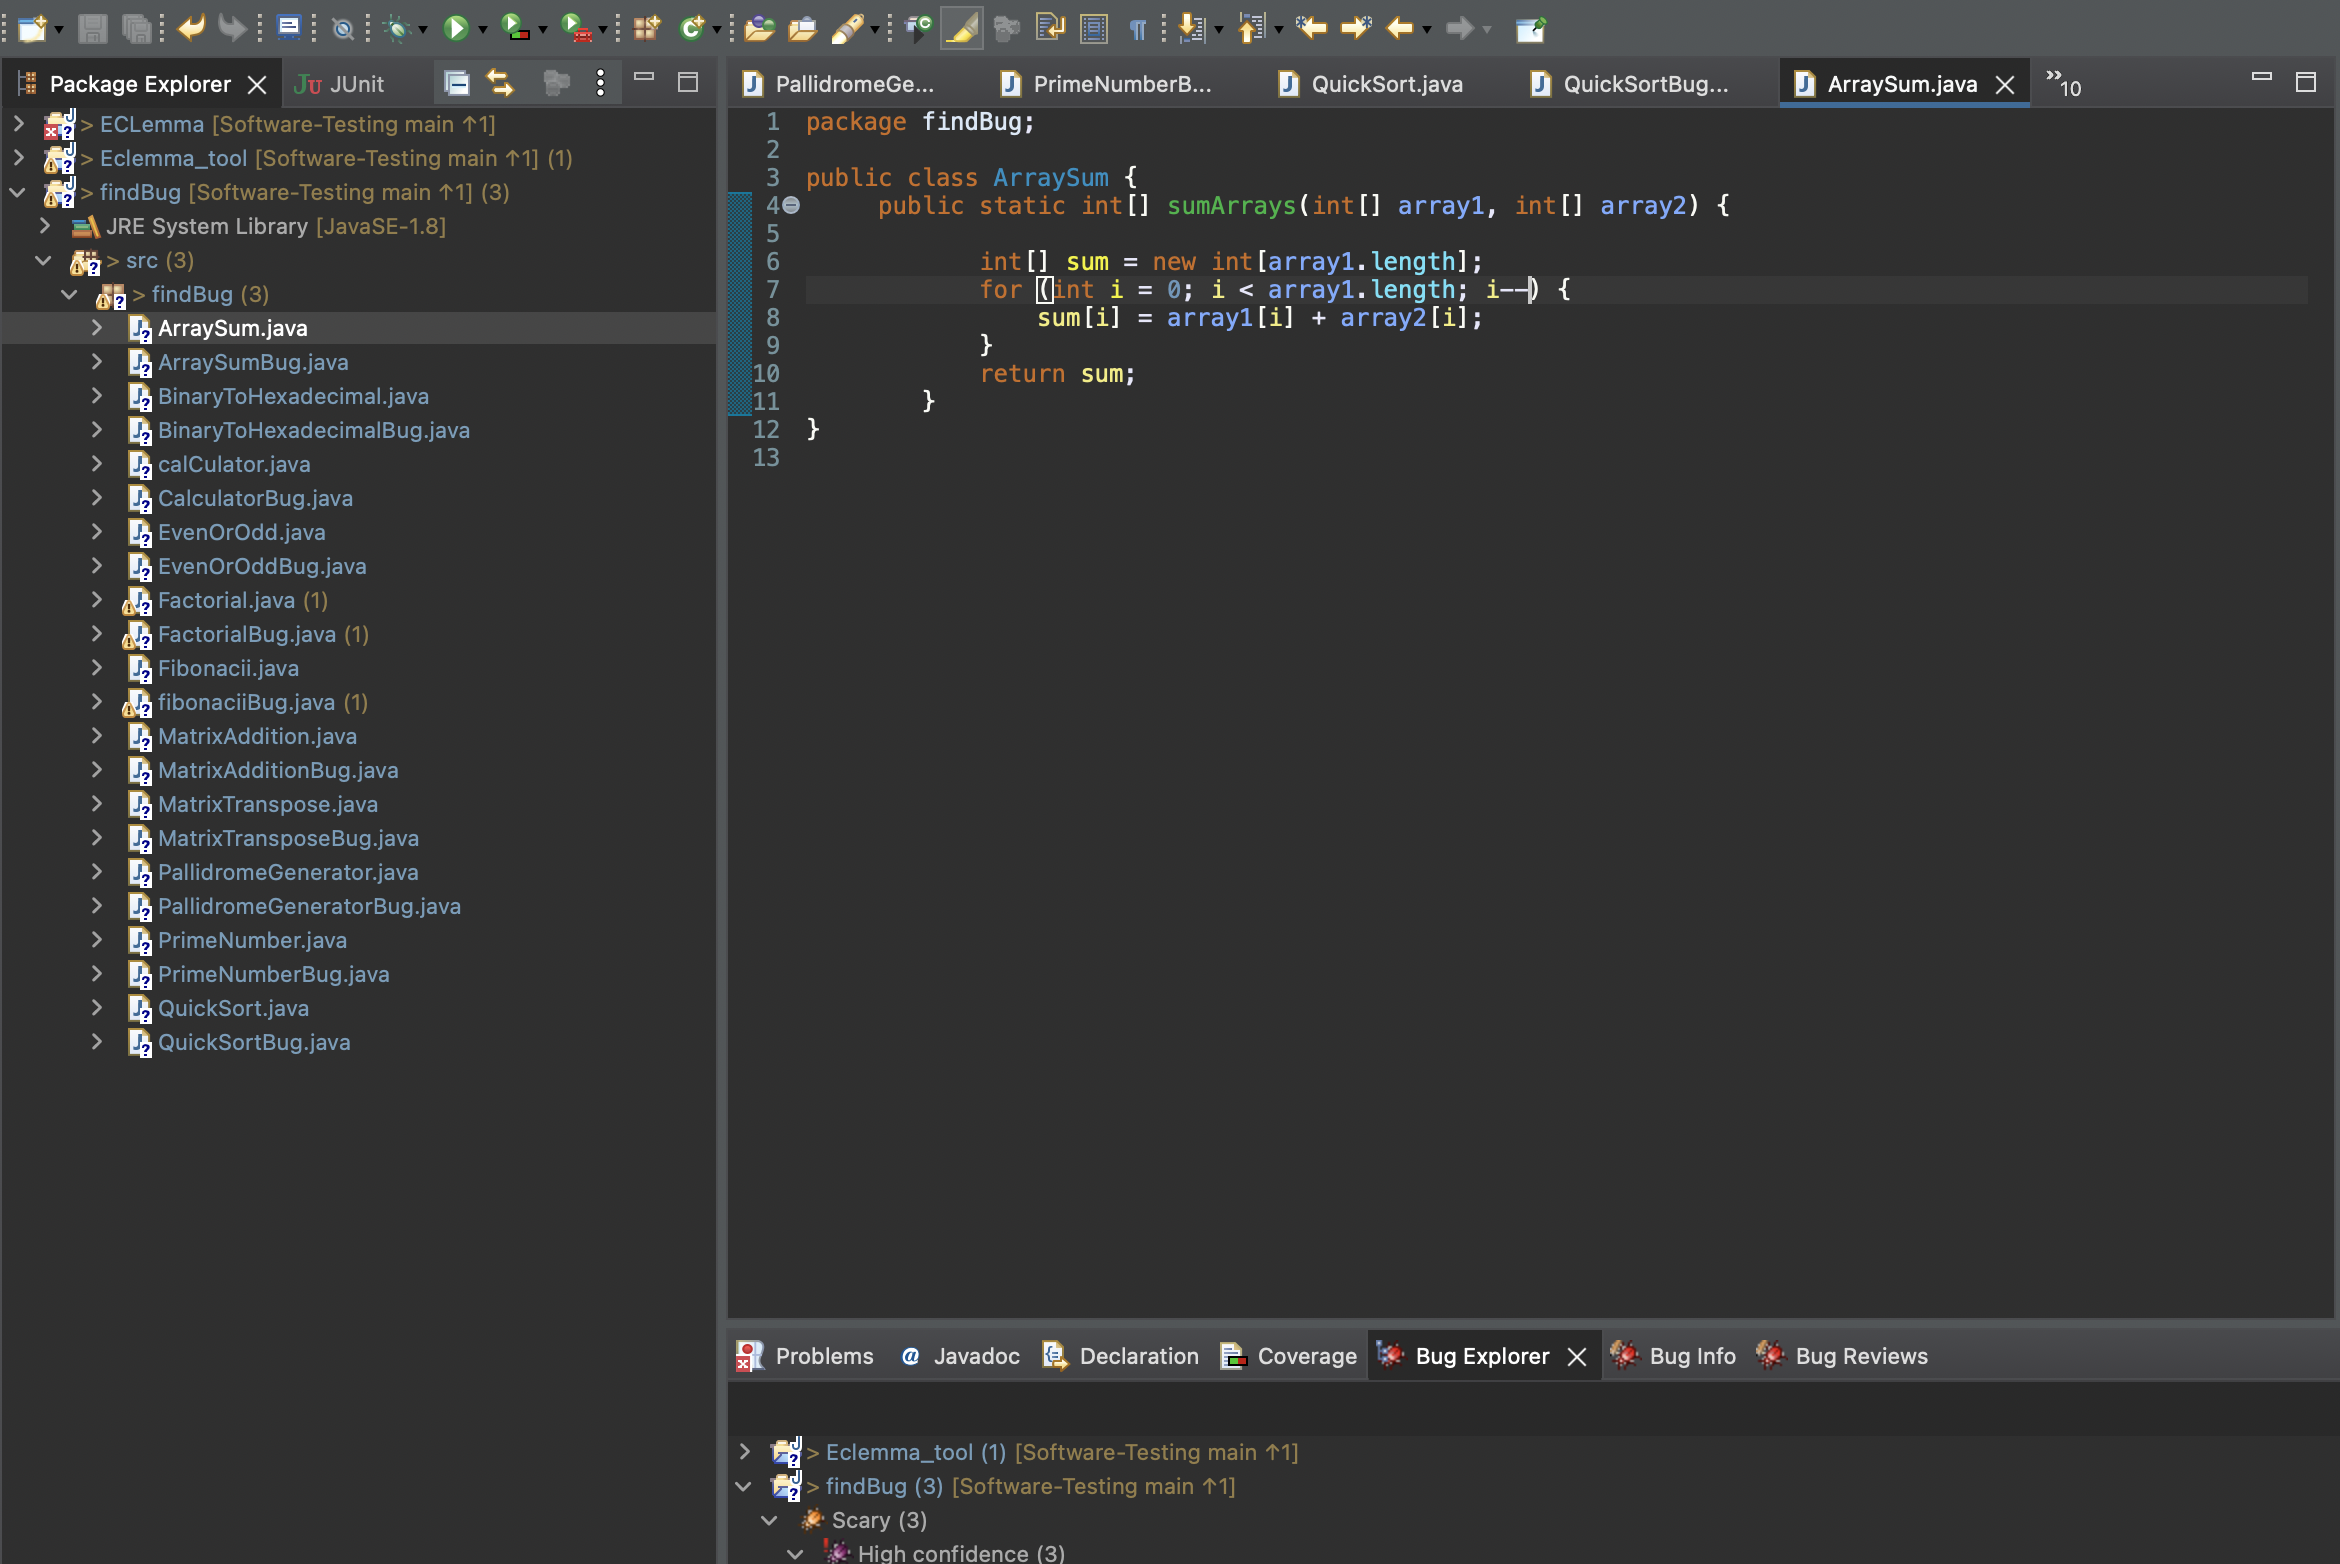 Package Explorer
JUnit
> ECLemma [Software-Testing main ↑1]
> Eclemma_tool [Software-Testing main ↑1] (1)
> findBug [Software-Testing main ↑1] (3)
JRE System Library [JavaSE-1.8]
> src (3)
> findBug (3)
ArraySum.java
ArraySumBug.java
BinaryToHexadecimal.java
BinaryToHexadecimalBug.java
calCulator.java
CalculatorBug.java
EvenOrOdd.java
EvenOrOddBug.java
Factorial.java (1)
FactorialBug.java (1)
Fibonacii.java
fibonaciiBug.java (1)
MatrixAddition.java
MatrixAdditionBug.java
MatrixTranspose.java
MatrixTransposeBug.java
PallidromeGenerator.java
PallidromeGeneratorBug.java
PrimeNumber.java
PrimeNumberBug.java
QuickSort.java
QuickSortBug.java
PallidromeGe... PrimeNumberB... QuickSort.java QuickSortBug... ArraySum.java »10
1 package findBug;
2
3 public class ArraySum {
4 public static int[] sumArrays(int[] array1, int[] array2) {
5
6 int[] sum = new int[array1.length];
7 for (int i = 0; i < array1.length; i--) {
8 sum[i] = array1[i] + array2[i];
9 }
10 return sum;
11 }
12 }
13
Problems @ Javadoc Declaration Coverage Bug Explorer Bug Info Bug Reviews
> Eclemma_tool (1) [Software-Testing main ↑1]
> findBug (3) [Software-Testing main ↑1]
Scary (3)
High confidence (3)